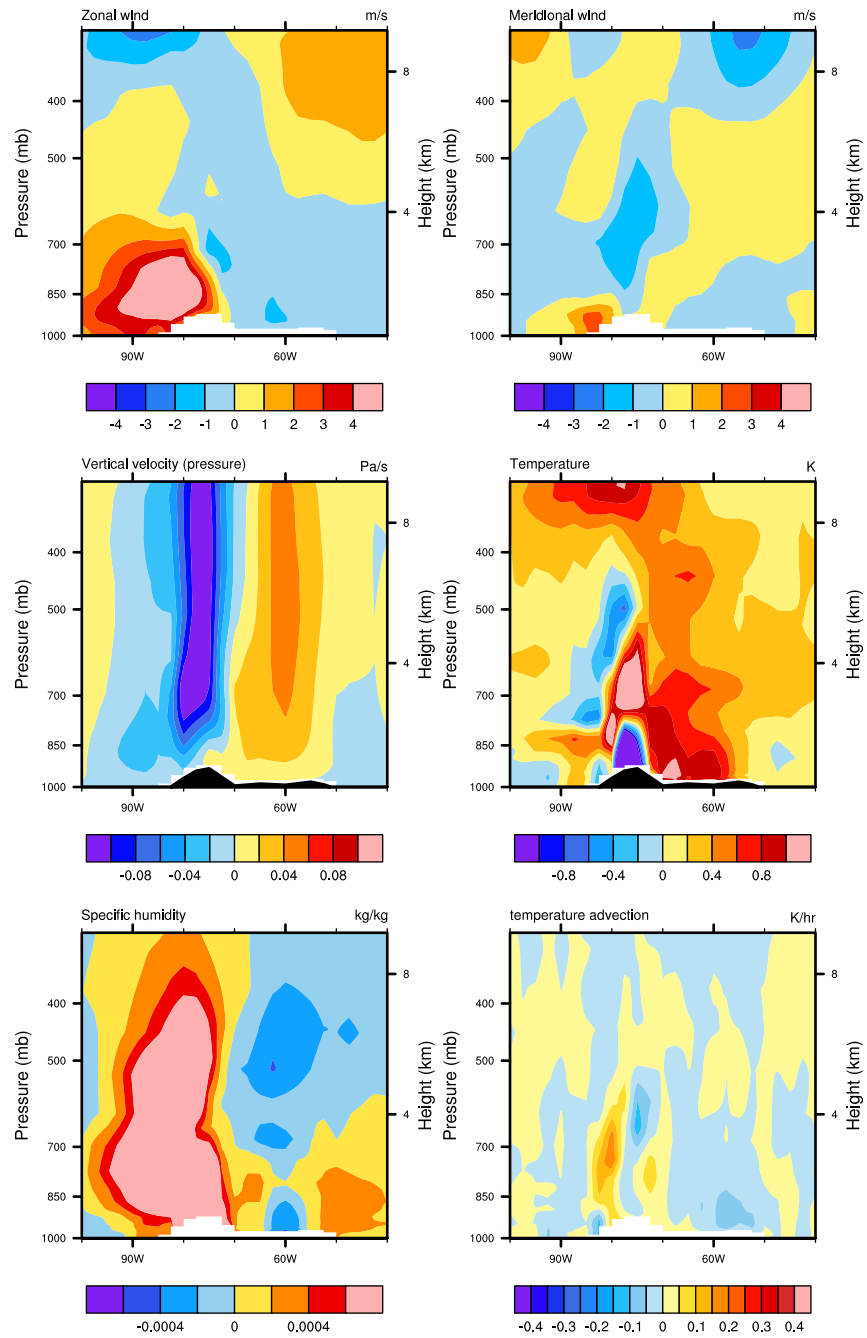 Zonal wind m/s
Meridional wind m/s
Pressure (mb)
400
500
700
850
1000
8
4
Height (km)
90W 60W
-4 -3 -2 -1 0 1 2 3 4
Pressure (mb)
400
500
700
850
1000
8
4
Height (km)
90W 60W
-4 -3 -2 -1 0 1 2 3 4
Vertical velocity (pressure) Pa/s
Temperature K
Pressure (mb)
400
500
700
850
1000
8
4
Height (km)
90W 60W
-0.08 -0.04 0 0.04 0.08
Pressure (mb)
400
500
700
850
1000
8
4
Height (km)
90W 60W
-0.8 -0.4 0 0.4 0.8
Specific humidity kg/kg
temperature advection K/hr
Pressure (mb)
400
500
700
850
1000
8
4
Height (km)
90W 60W
-0.0004 0 0.0004
Pressure (mb)
400
500
700
850
1000
8
4
Height (km)
90W 60W
-0.4 -0.3 -0.2 -0.1 0 0.1 0.2 0.3 0.4